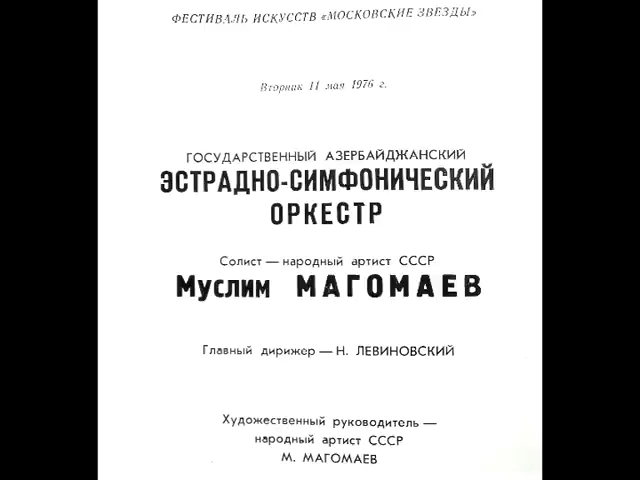 ФЕСТИВАЛЬ ИСКУССТВ «МОСКОВСКИЕ ЗВЕЗДЫ»
Вторник 11 мая 1976 г.
ГОСУДАРСТВЕННЫЙ АЗЕРБАЙДЖАНСКИЙ
ЭСТРАДНО-СИМФОНИЧЕСКИЙ
ОРКЕСТР
Солист — народный артист СССР
Муслим МАГОМАЕВ
Главный дирижер — Н. ЛЕВИНОВСКИЙ
Художественный руководитель —
народный артист СССР
М. МАГОМАЕВ